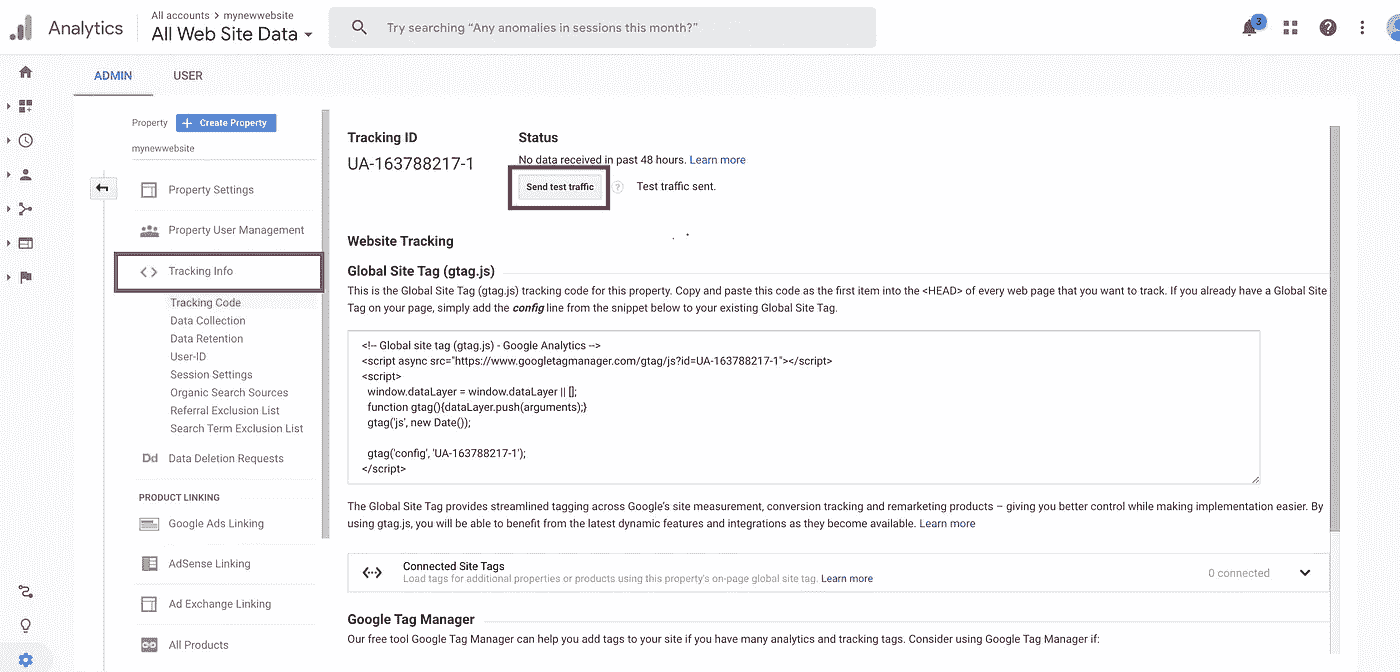 Analytics
All accounts > mynewwebsite
All Web Site Data
Try searching “Any anomalies in sessions this month?”
3
ADMIN
USER
Property
Create Property
mynewwebsite
Property Settings
Property User Management
Tracking Info
Tracking Code
Data Collection
Data Retention
User-ID
Session Settings
Organic Search Sources
Referral Exclusion List
Search Term Exclusion List
Dd Data Deletion Requests
PRODUCT LINKING
Google Ads Linking
AdSense Linking
Ad Exchange Linking
All Products
Tracking ID
UA-163788217-1
Status
No data received in past 48 hours. Learn more
Send test traffic
?
Test traffic sent.
Website Tracking
Global Site Tag (gtag.js)
This is the Global Site Tag (gtag.js) tracking code for this property. Copy and paste this code as the first item into the <HEAD> of every web page that you want to track. If you already have a Global Site
Tag on your page, simply add the config line from the snippet below to your existing Global Site Tag.
<!-- Global site tag (gtag.js) - Google Analytics -->
<script async src="https://www.googletagmanager.com/gtag/js?id=UA-163788217-1"></script>
<script>
window.dataLayer = window.dataLayer || [];
function gtag(){dataLayer.push(arguments);}
gtag('js', new Date());
gtag('config', 'UA-163788217-1');
</script>
The Global Site Tag provides streamlined tagging across Google’s site measurement, conversion tracking and remarketing products – giving you better control while making implementation easier. By
using gtag.js, you will be able to benefit from the latest dynamic features and integrations as they become available. Learn more
Connected Site Tags
Load tags for additional properties or products using this property's on-page global site tag. Learn more
0 connected
Google Tag Manager
Our free tool Google Tag Manager can help you add tags to your site if you have many analytics and tracking tags. Consider using Google Tag Manager if: